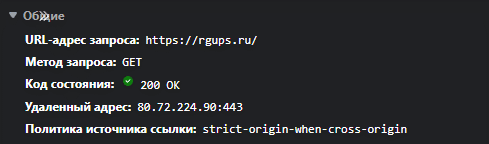 Общие
URL-адрес запроса: https://rgups.ru/
Метод запроса: GET
Код состояния: 200 OK
Удаленный адрес: 80.72.224.90:443
Политика источника ссылки: strict-origin-when-cross-origin